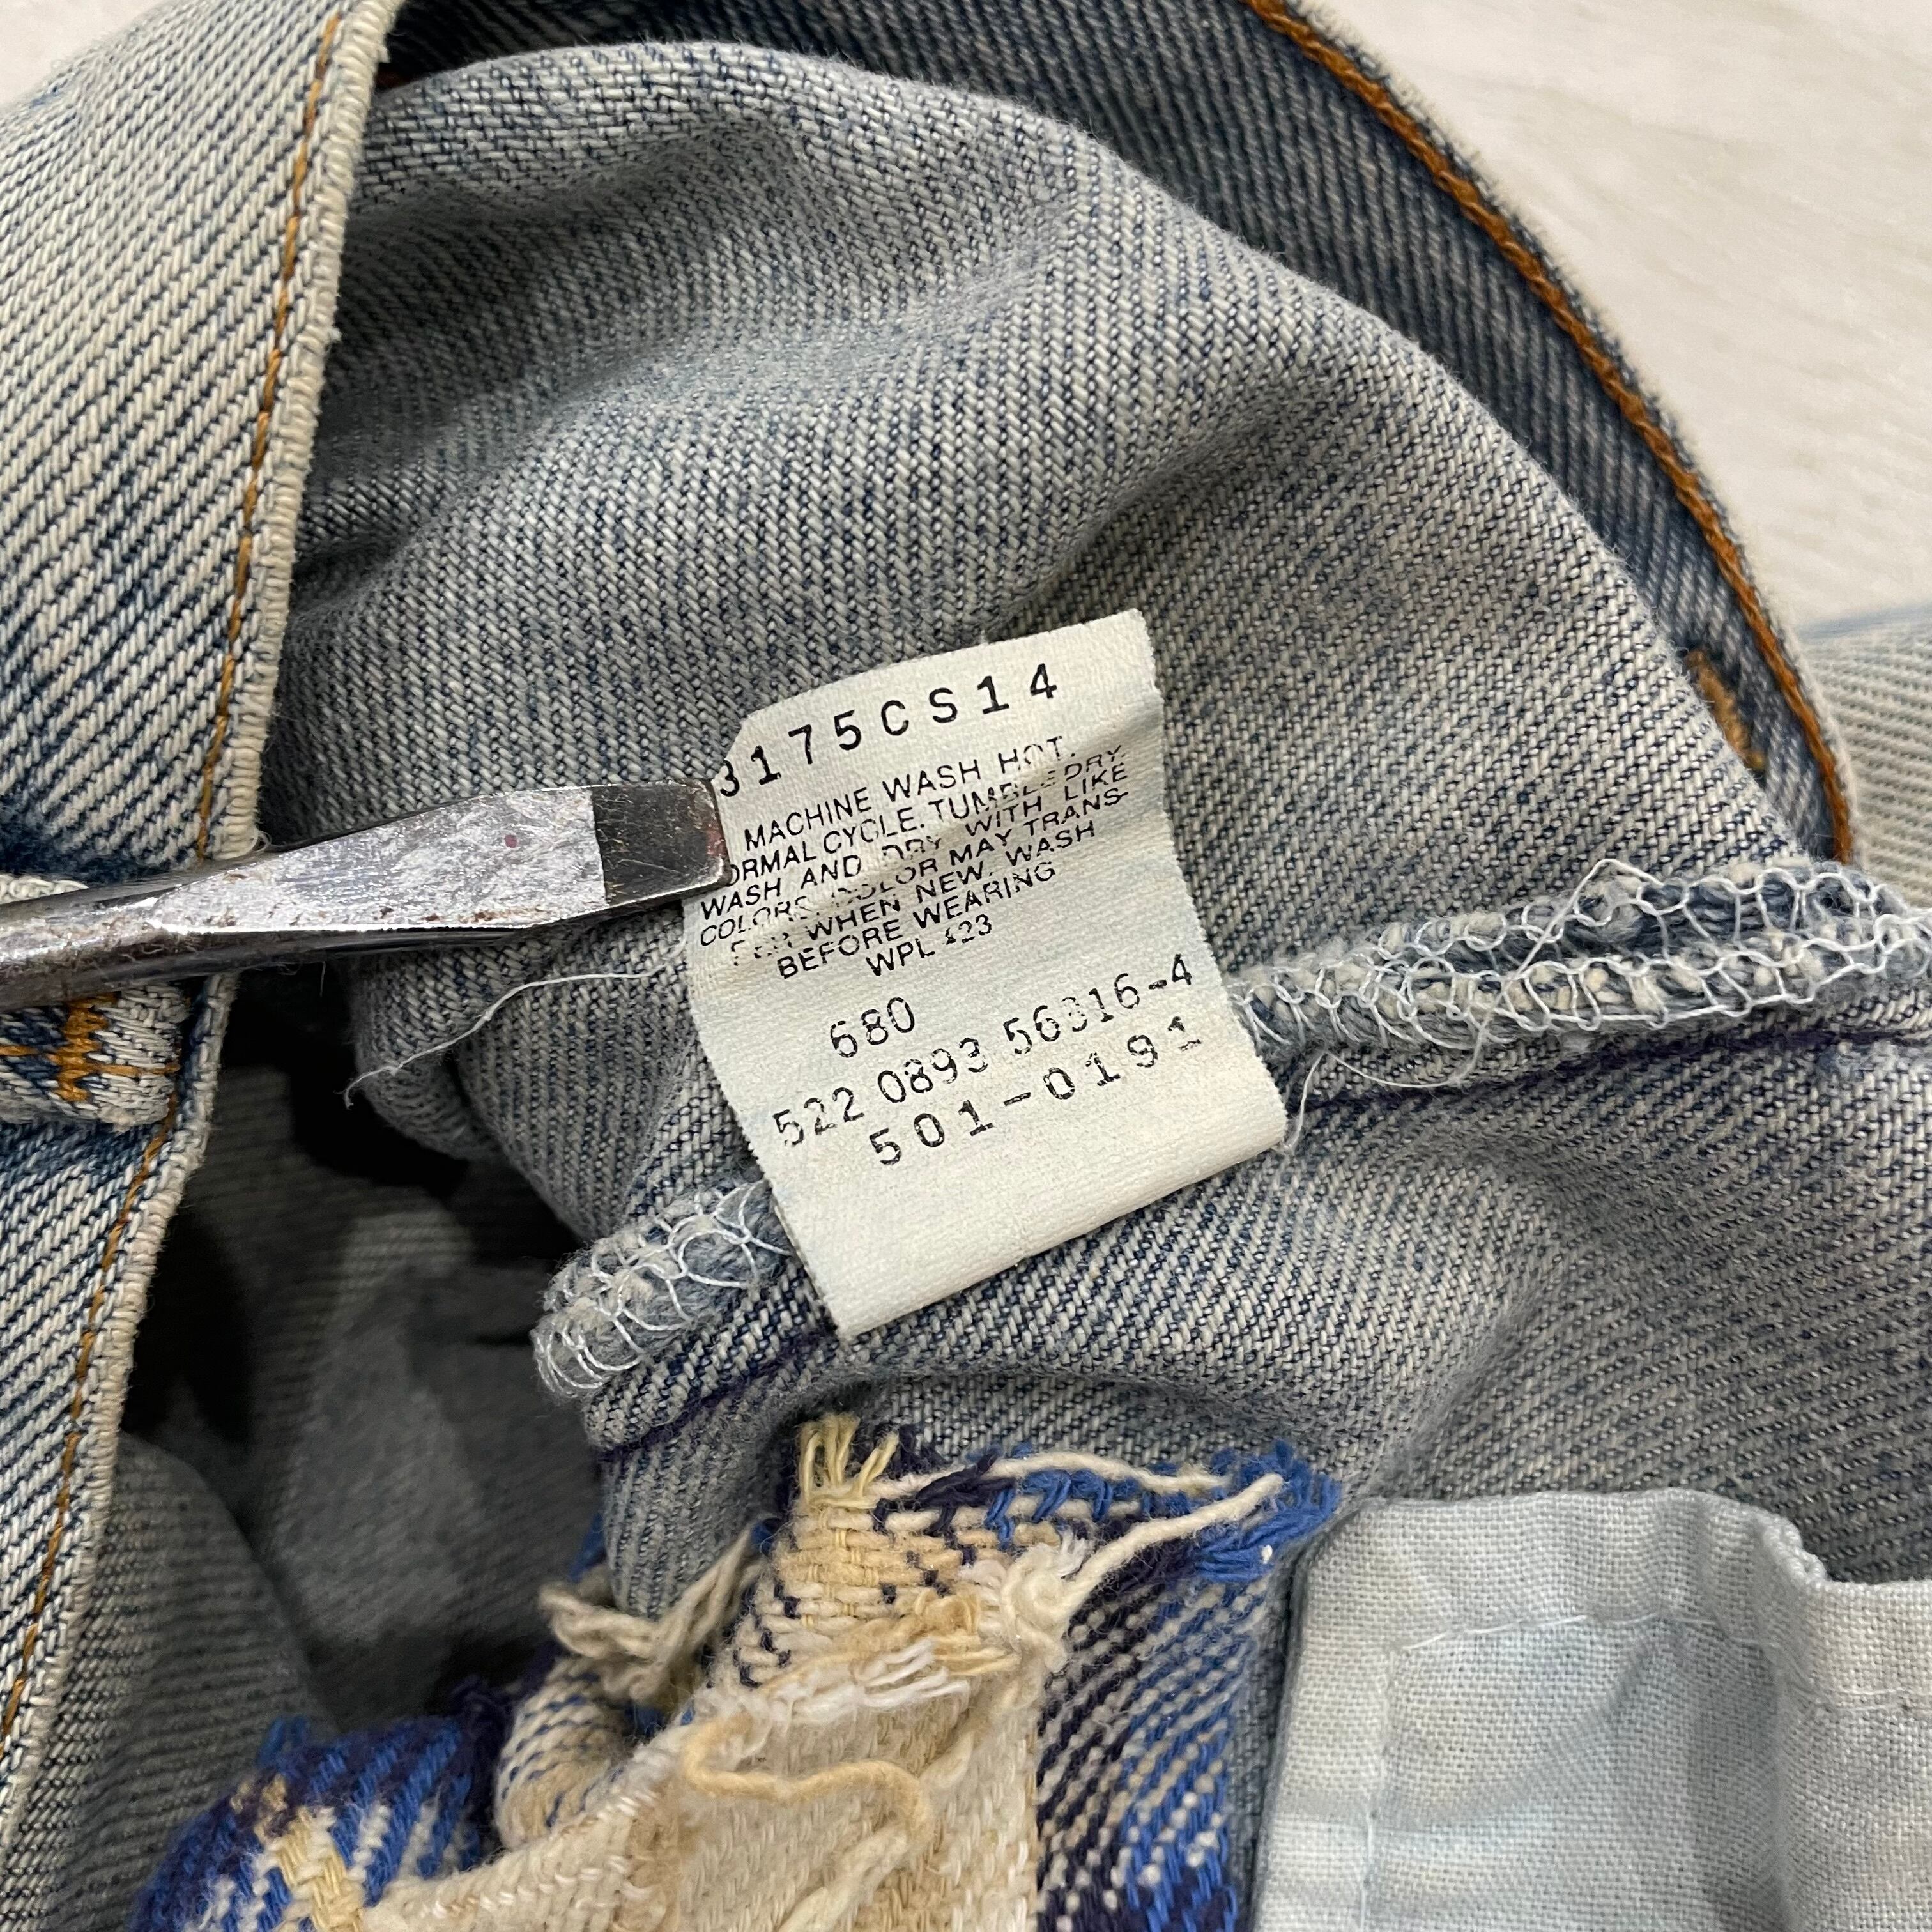 3175CS14
MACHINE WASH HOT,
ORMAL CYCLE. TUMBLE DRY
WASH AND DRY WITH LIKE
COLORS. COLOR MAY TRANS-
FER WHEN NEW. WASH
BEFORE WEARING
WPL 423
680
522 0893 56316-4
501-0191